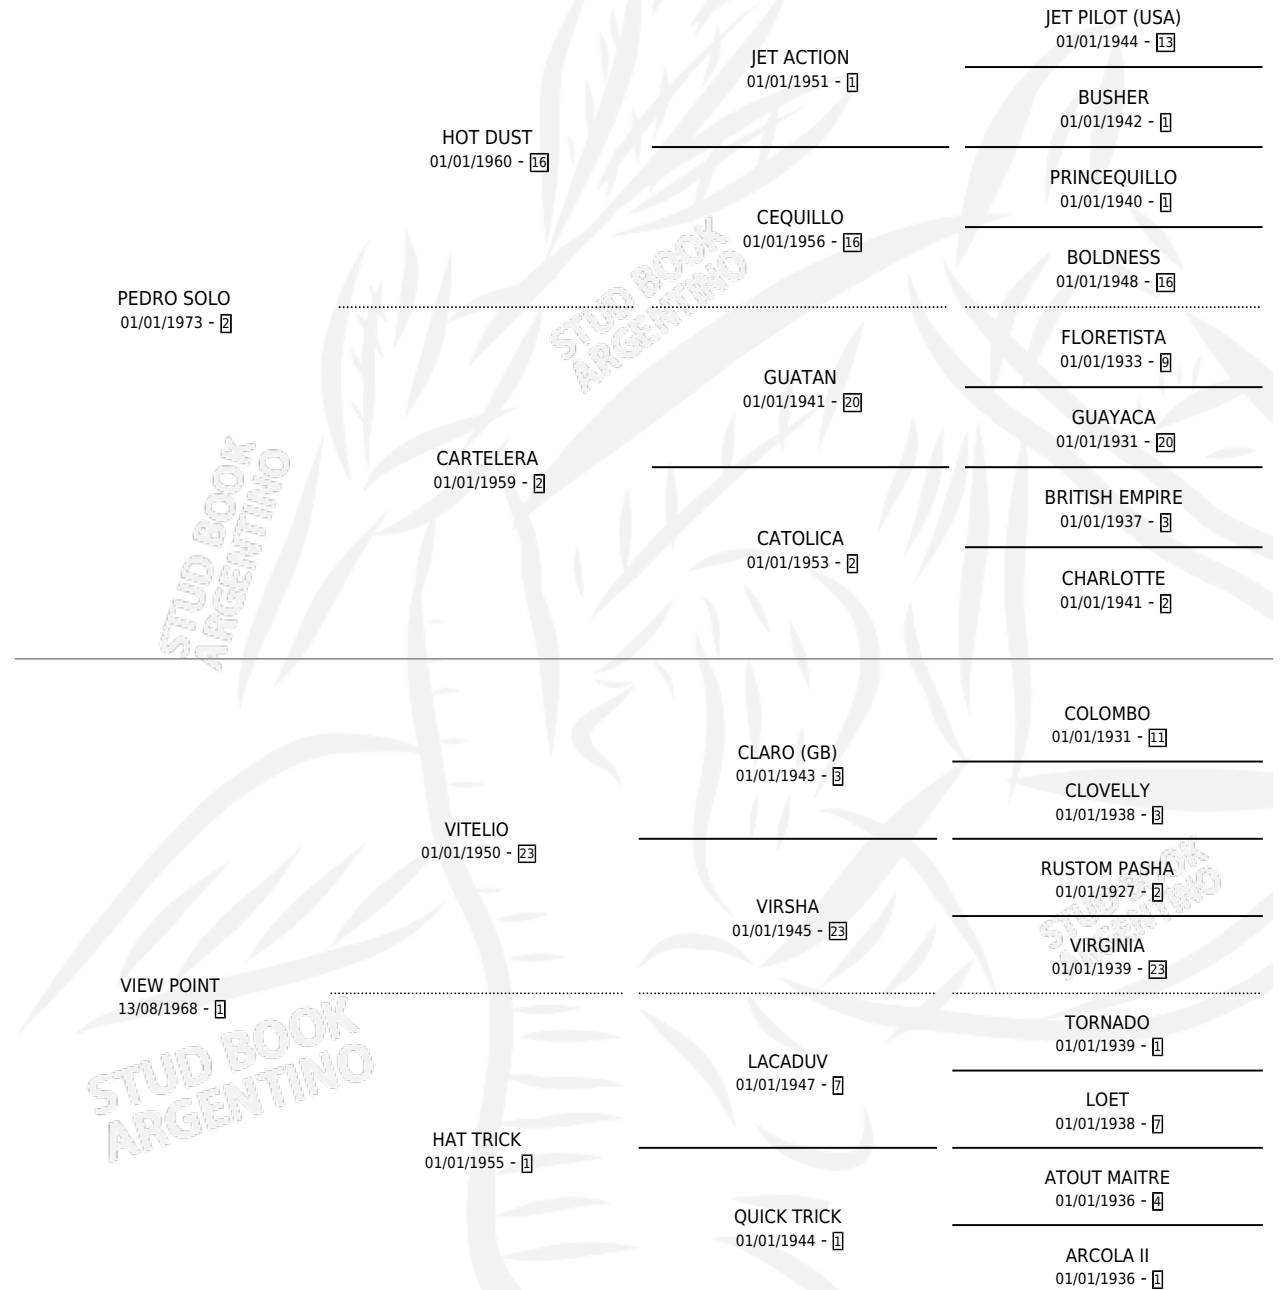 JET PILOT (USA)
01/01/1944 - 13
JET ACTION
01/01/1951 - 1
BUSHER
01/01/1942 - 1
HOT DUST
01/01/1960 - 16
PRINCEQUILLO
01/01/1940 - 1
CEQUILLO
01/01/1956 - 16
BOLDNESS
01/01/1948 - 16
PEDRO SOLO
01/01/1973 - 2
FLORETISTA
01/01/1933 - 9
GUATAN
01/01/1941 - 20
GUAYACA
01/01/1931 - 20
CARTELERA
01/01/1959 - 2
BRITISH EMPIRE
01/01/1937 - 3
CATOLICA
01/01/1953 - 2
CHARLOTTE
01/01/1941 - 2
COLOMBO
01/01/1931 - 11
CLARO (GB)
01/01/1943 - 3
CLOVELLY
01/01/1938 - 3
VITELIO
01/01/1950 - 23
RUSTOM PASHA
01/01/1927 - 2
VIRSHA
01/01/1945 - 23
VIRGINIA
01/01/1939 - 23
VIEW POINT
13/08/1968 - 1
TORNADO
01/01/1939 - 1
LACADUV
01/01/1947 - 7
LOET
01/01/1938 - 7
HAT TRICK
01/01/1955 - 1
ATOUT MAITRE
01/01/1936 - 4
QUICK TRICK
01/01/1944 - 1
ARCOLA II
01/01/1936 - 1
STUD BOOK
ARGENTINO
STUD BOOK
ARGENTINO
STUD BOOK
ARGENTINO
STUD BOOK
ARGENTINO